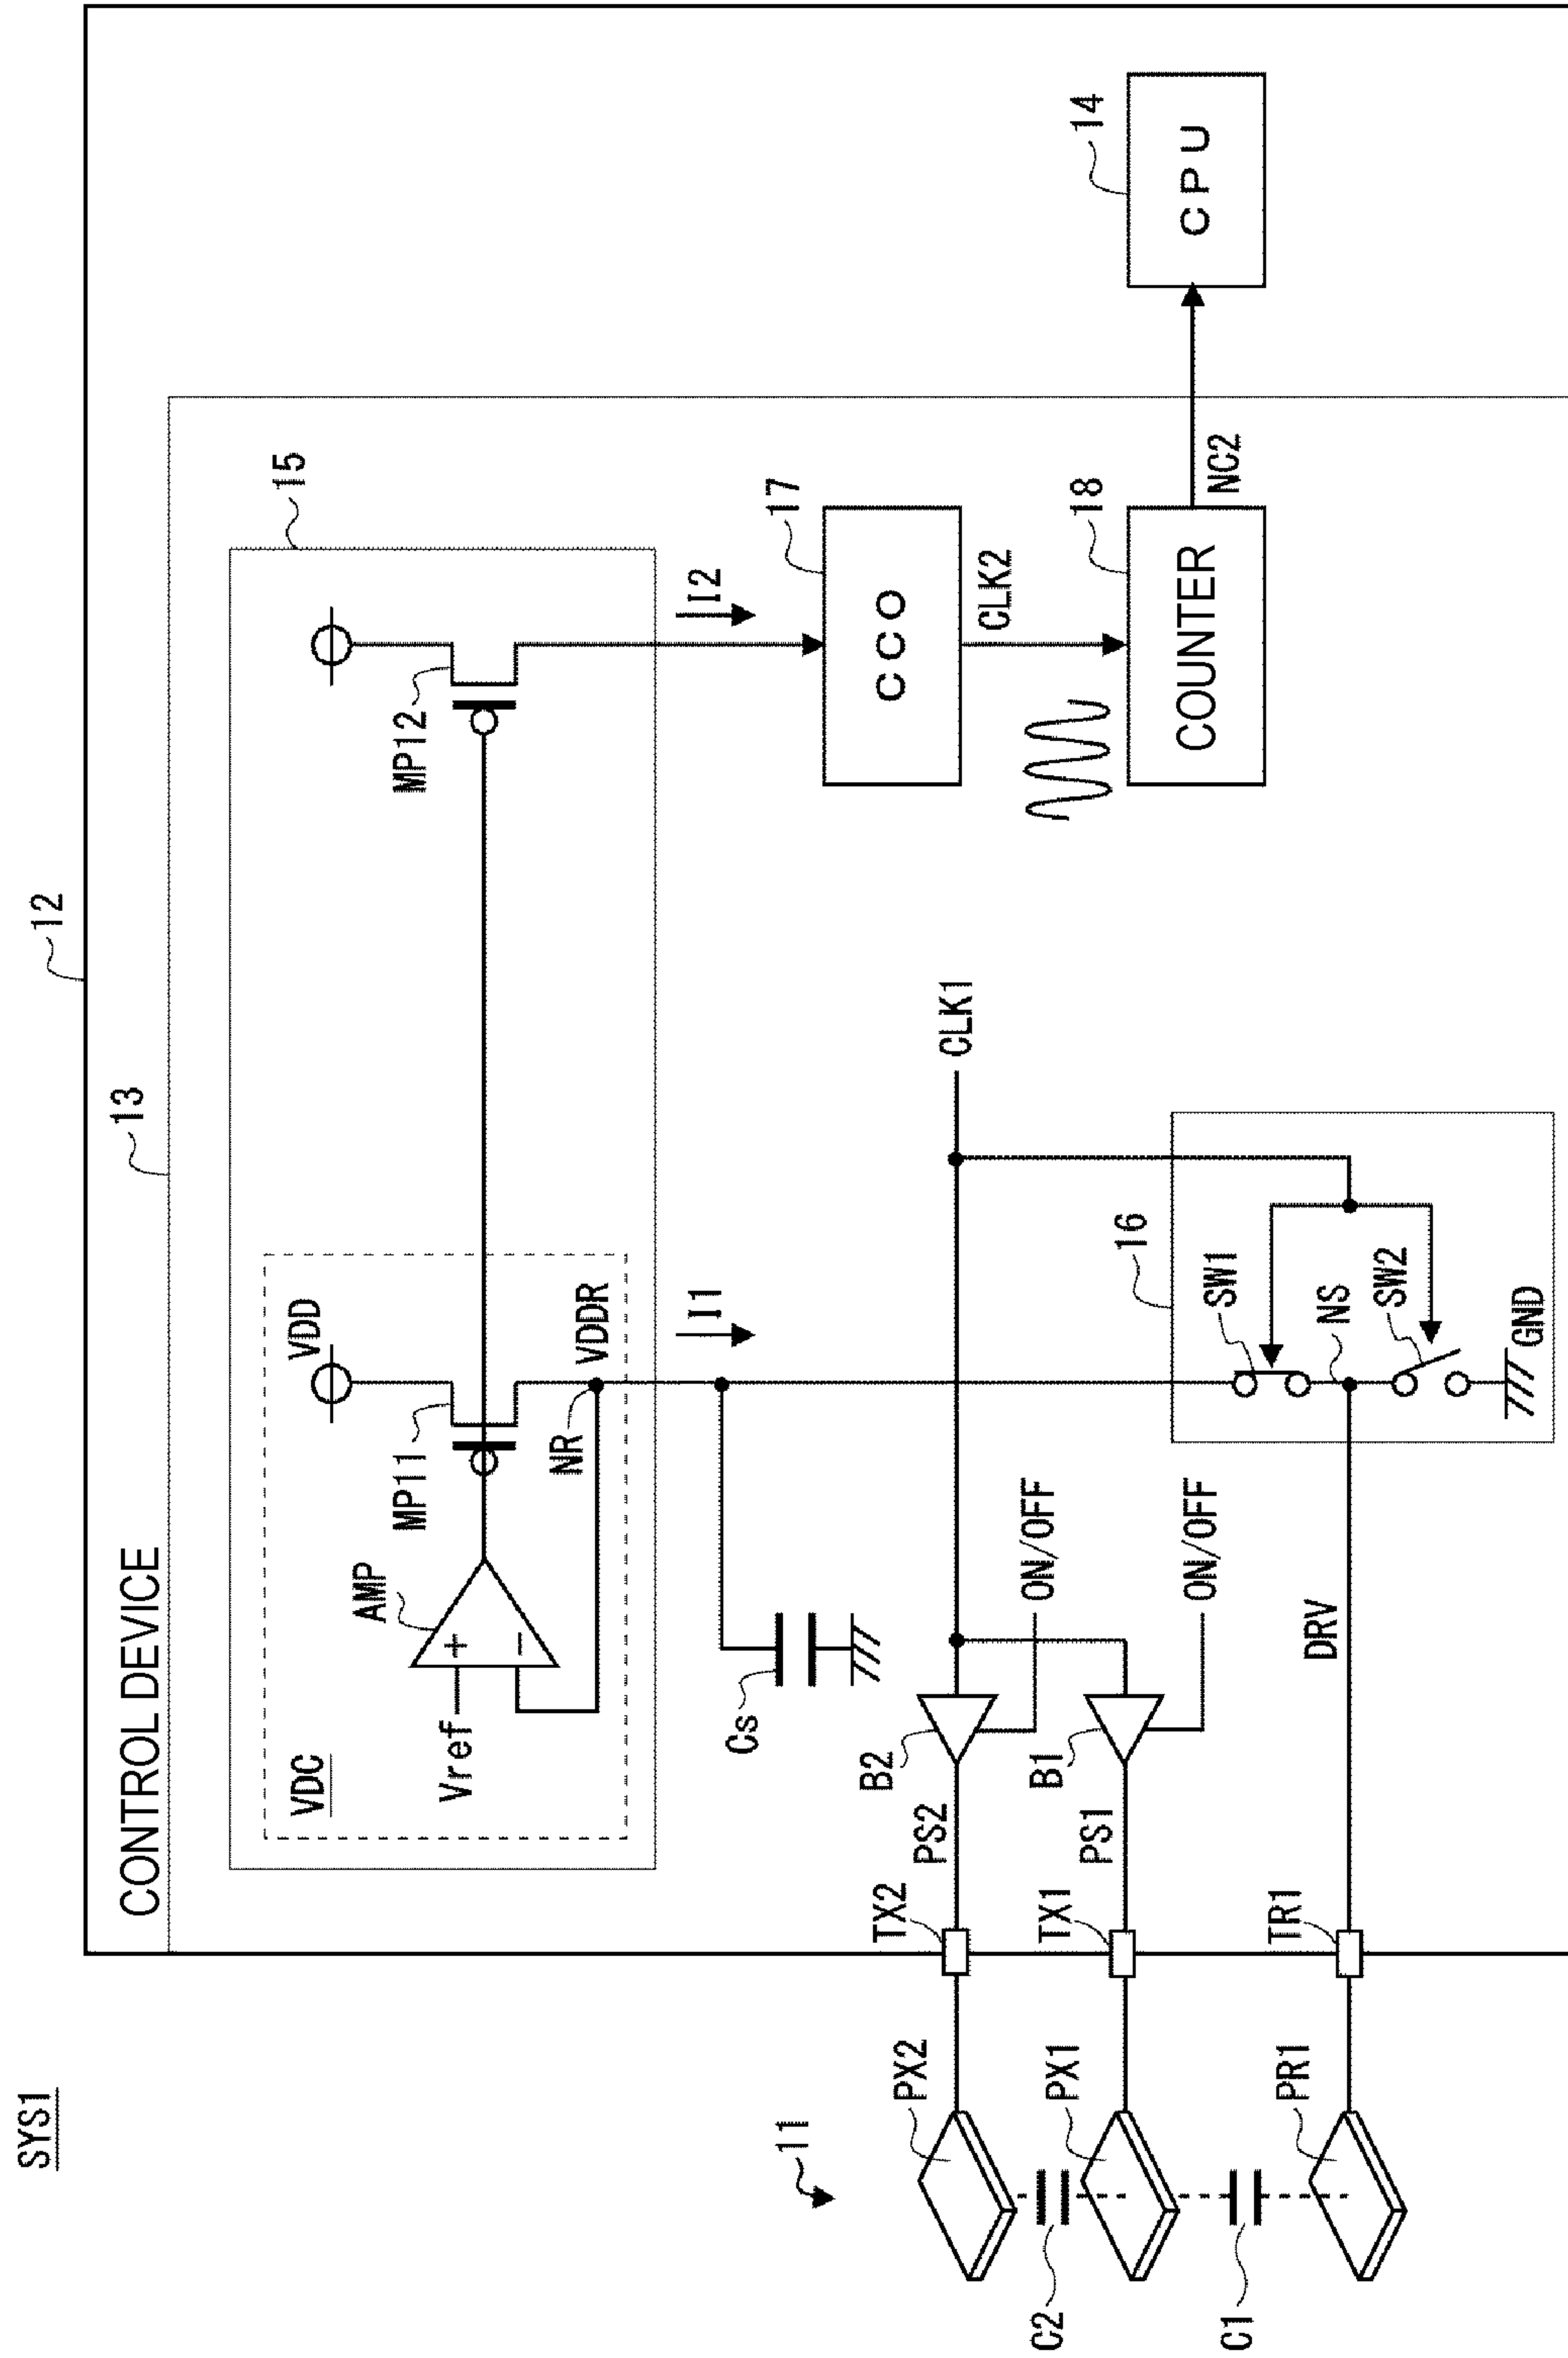 SYS1
12
CONTROL DEVICE
13
15
VDC
VDD
AMP
MP11
MP12
Vref
+
−
NR
VDDR
I1
I2
Cs
17
CCO
CLK2
CLK1
18
COUNTER
NC2
14
CPU
11
PX2
TX2
PS2
B2
ON/OFF
C2
PX1
TX1
PS1
B1
ON/OFF
16
SW1
NS
SW2
GND
C1
PR1
TR1
DRV